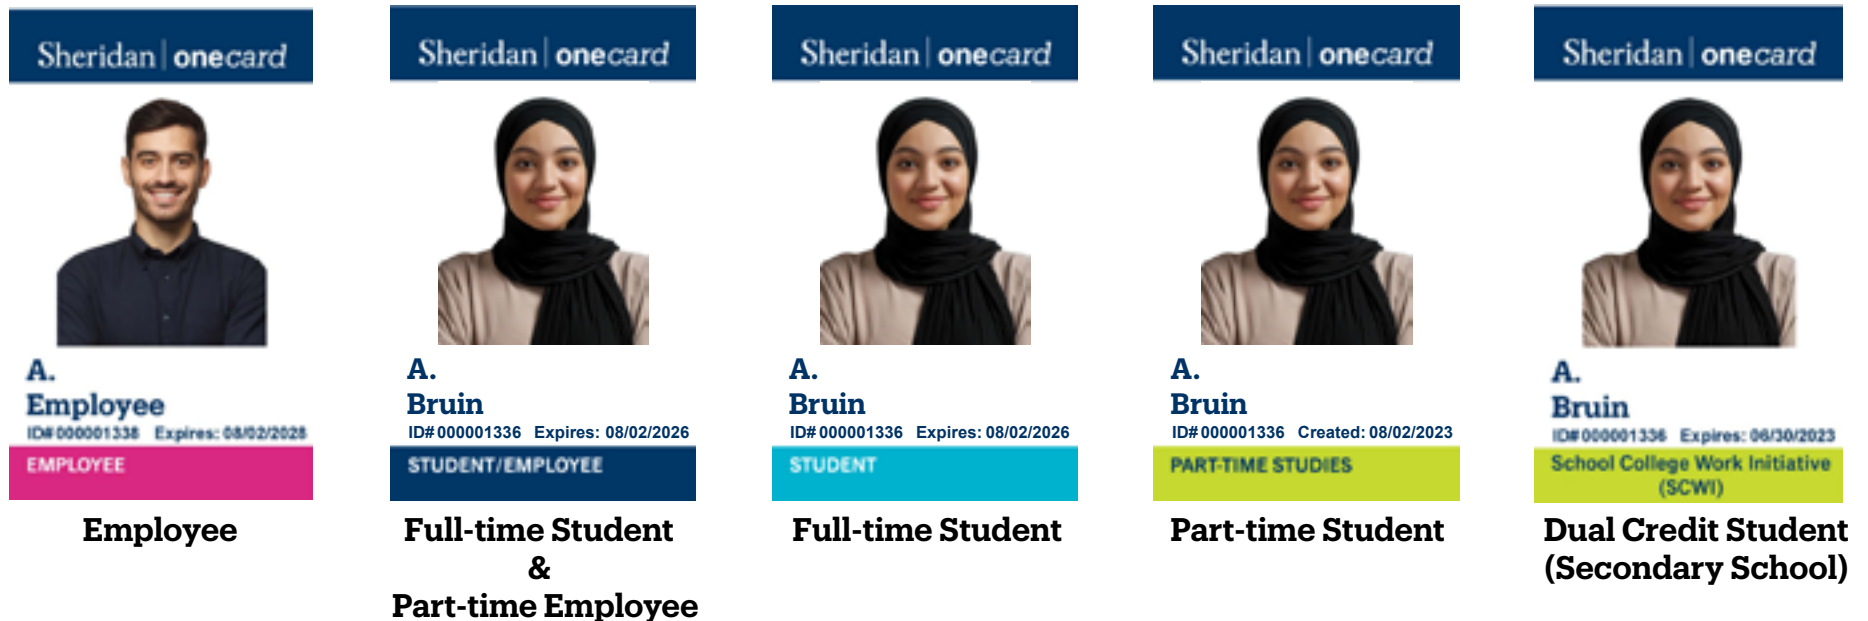 Sheridan | onecard
A.
Employee
ID# 000001338 Expires: 08/02/2028
EMPLOYEE
Employee
Sheridan | onecard
A.
Bruin
ID# 000001336 Expires: 08/02/2026
STUDENT/EMPLOYEE
Full-time Student
&
Part-time Employee
Sheridan | onecard
A.
Bruin
ID# 000001336 Expires: 08/02/2026
STUDENT
Full-time Student
Sheridan | onecard
A.
Bruin
ID# 000001336 Created: 08/02/2023
PART-TIME STUDIES
Part-time Student
Sheridan | onecard
A.
Bruin
ID# 000001336 Expires: 06/30/2023
School College Work Initiative
(SCWI)
Dual Credit Student
(Secondary School)